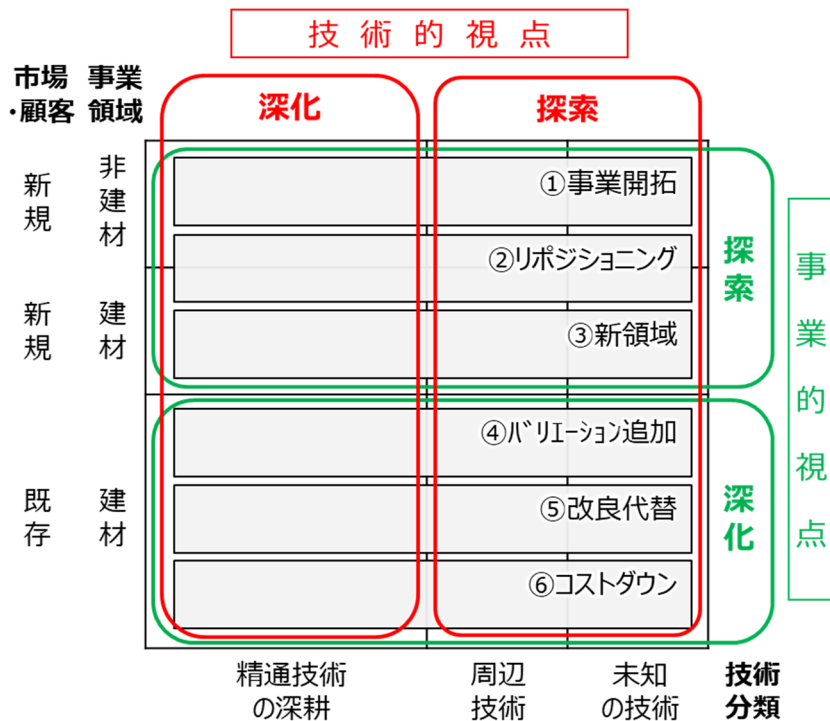 技術的視点
市場 事業
・顧客 領域
深化
探索
新規
非建材
①事業開拓
②リポジショニング
新規
建材
③新領域
探索
既存
建材
④ﾊﾞﾘｴｰｼｮﾝ追加
⑤改良代替
⑥コストダウン
深化
事業的視点
精通技術
の深耕
周辺
技術
未知
の技術
技術
分類